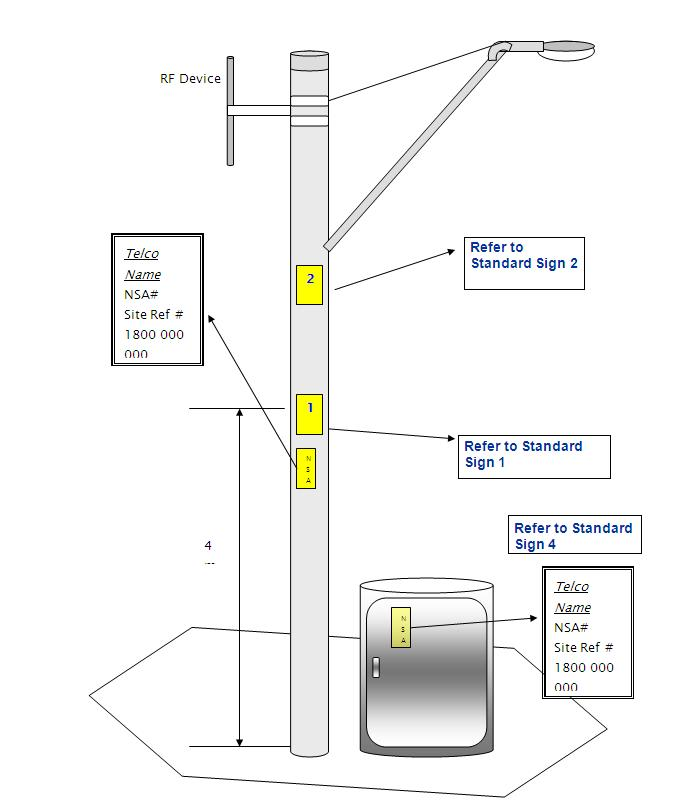 RF Device
Telco
Name
NSA#
Site Ref #
1800 000
000
2
Refer to
Standard Sign 2
1
Refer to Standard
Sign 1
N
S
A
4
Refer to Standard
Sign 4
N
S
A
Telco
Name
NSA#
Site Ref #
1800 000
000